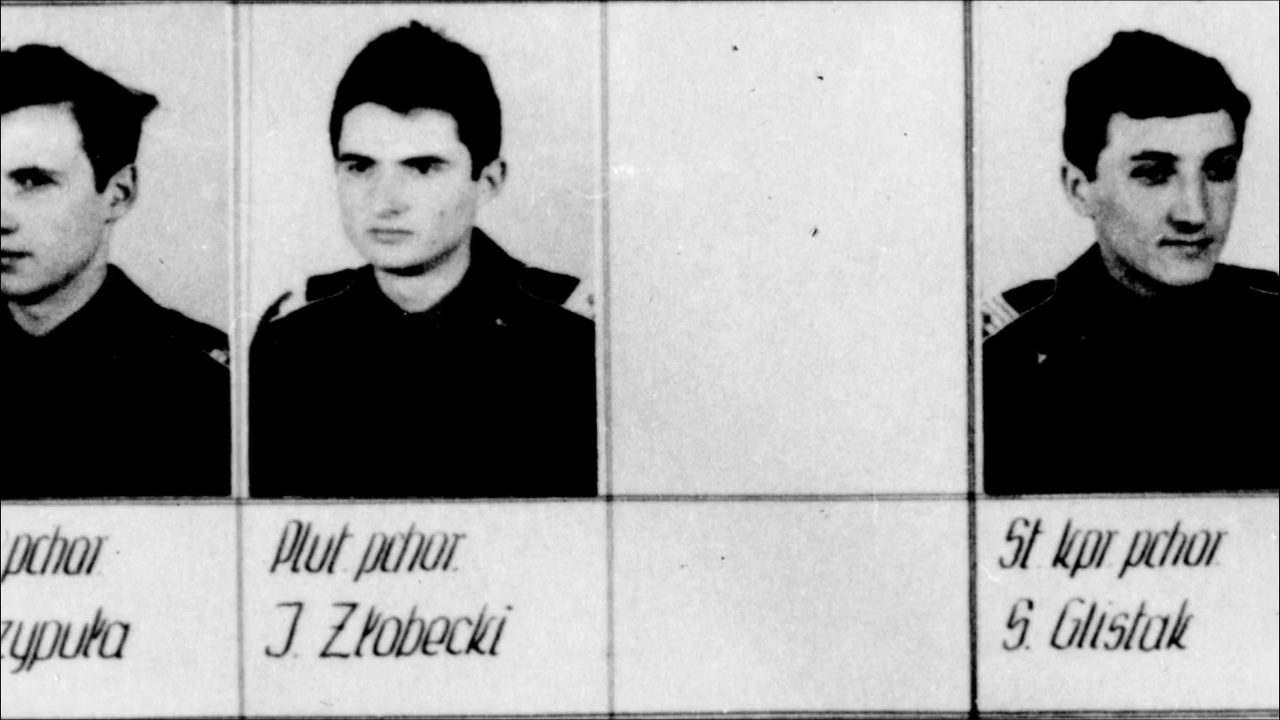 pchor.
Plut. pchor.
St. kpr. pchor.
zypuła
J. Złobecki
S. Glistak